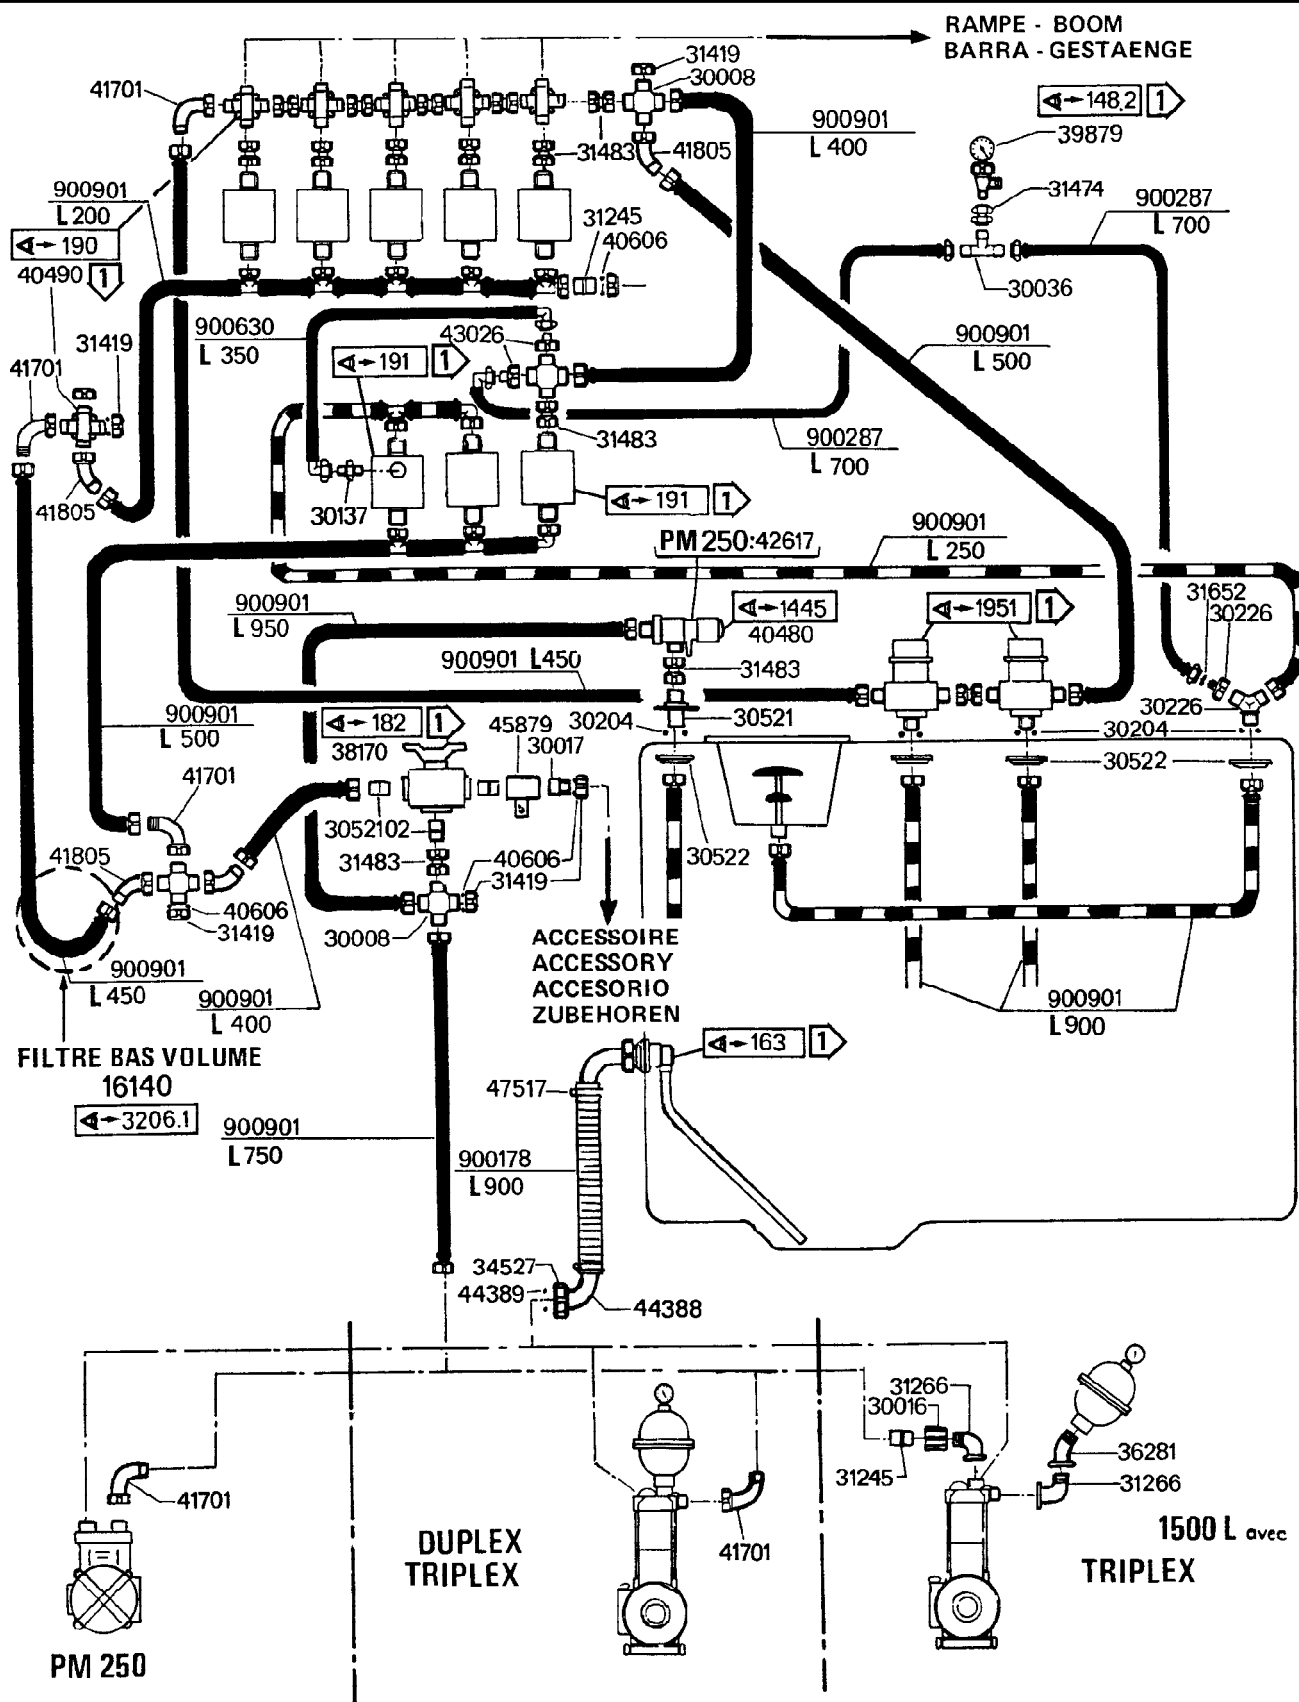 RAMPE - BOOM
BARRA - GESTAENGE
31419
30008
41701
148.2 1
39879
900901
L 400
31483 41805
31474
900901
L 200
900287
L 700
31245
40606
190
40490 1
30036
900630
L 350
43026
900901
L 500
31419
41701
191 1
31483
900287
L 700
41805
30137
191 1
900901
L 250
PM 250:42617
31652
30226
900901
L 950
1445
40480
1951 1
900901 L450
31483
900901
L 500
182 1
38170
45879
30017
30204
30521
30226
30204
30522
41701
3052102
41805
31483
40606
31419
30522
40606
31419
30008
ACCESSOIRE
ACCESSORY
ACCESORIO
ZUBEHOREN
900901
L 450
900901
L 400
900901
L900
FILTRE BAS VOLUME
16140
3206.1
163 1
47517
900901
L750
900178
L900
34527
44389
44388
31266
30016
31245
36281
31266
41701
41701
DUPLEX
TRIPLEX
1500 L avec
TRIPLEX
PM 250